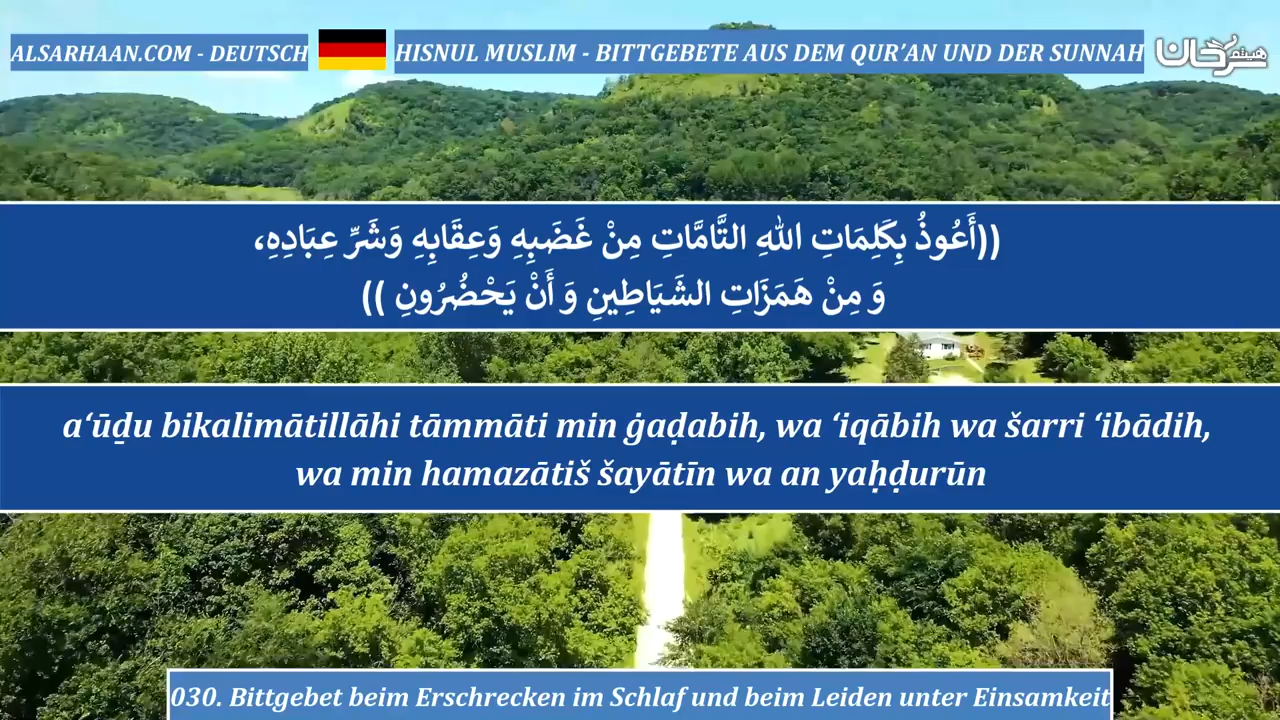 ALSARHAAN.COM - DEUTSCH
HISNUL MUSLIM - BITTGEBETE AUS DEM QUR’AN UND DER SUNNAH
((أَعُوذُ بِكَلِمَاتِ اللهِ التَّامَّاتِ مِنْ غَضَبِهِ وَعِقَابِهِ وَشَرِّ عِبَادِهِ،
وَ مِنْ هَمَزَاتِ الشَيَاطِينِ وَ أَنْ يَحْضُرُونِ ))
a‘ūḏu bikalimātillāhi tāmmāti min ġaḍabih, wa ‘iqābih wa šarri ‘ibādih,
wa min hamazātiš šayātīn wa an yaḥḍurūn
030. Bittgebet beim Erschrecken im Schlaf und beim Leiden unter Einsamkeit